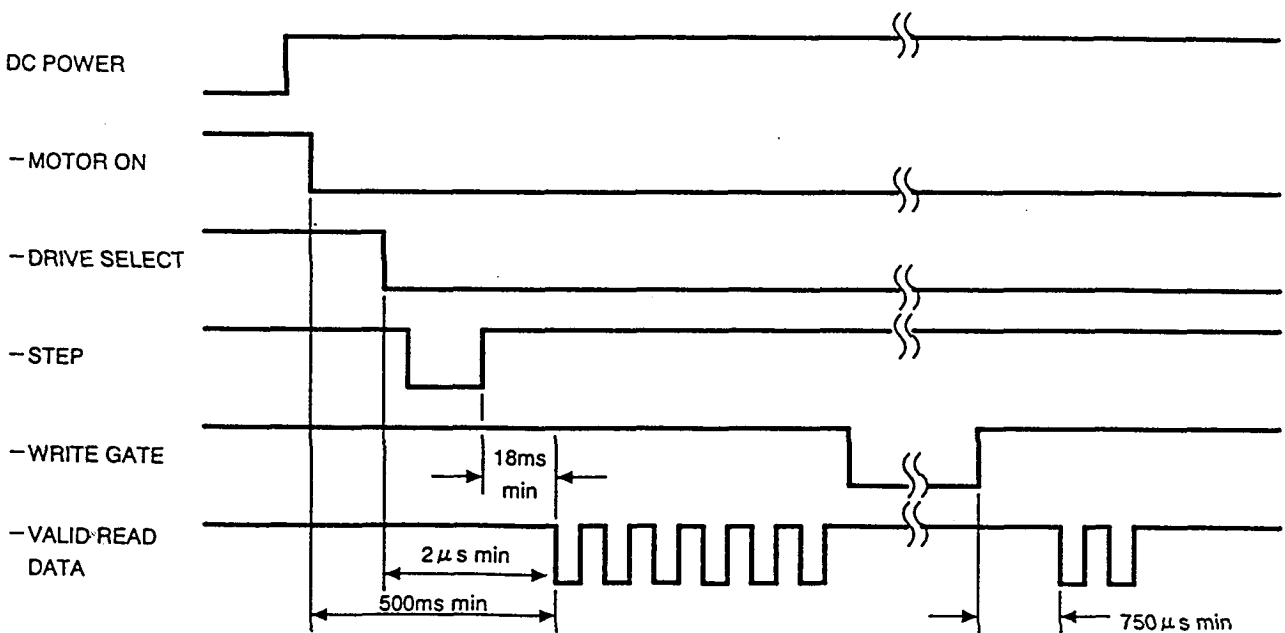 DC POWER
−MOTOR ON
−DRIVE SELECT
−STEP
−WRITE GATE
18ms
min
−VALID READ
DATA
2μs min
500ms min
750μs min